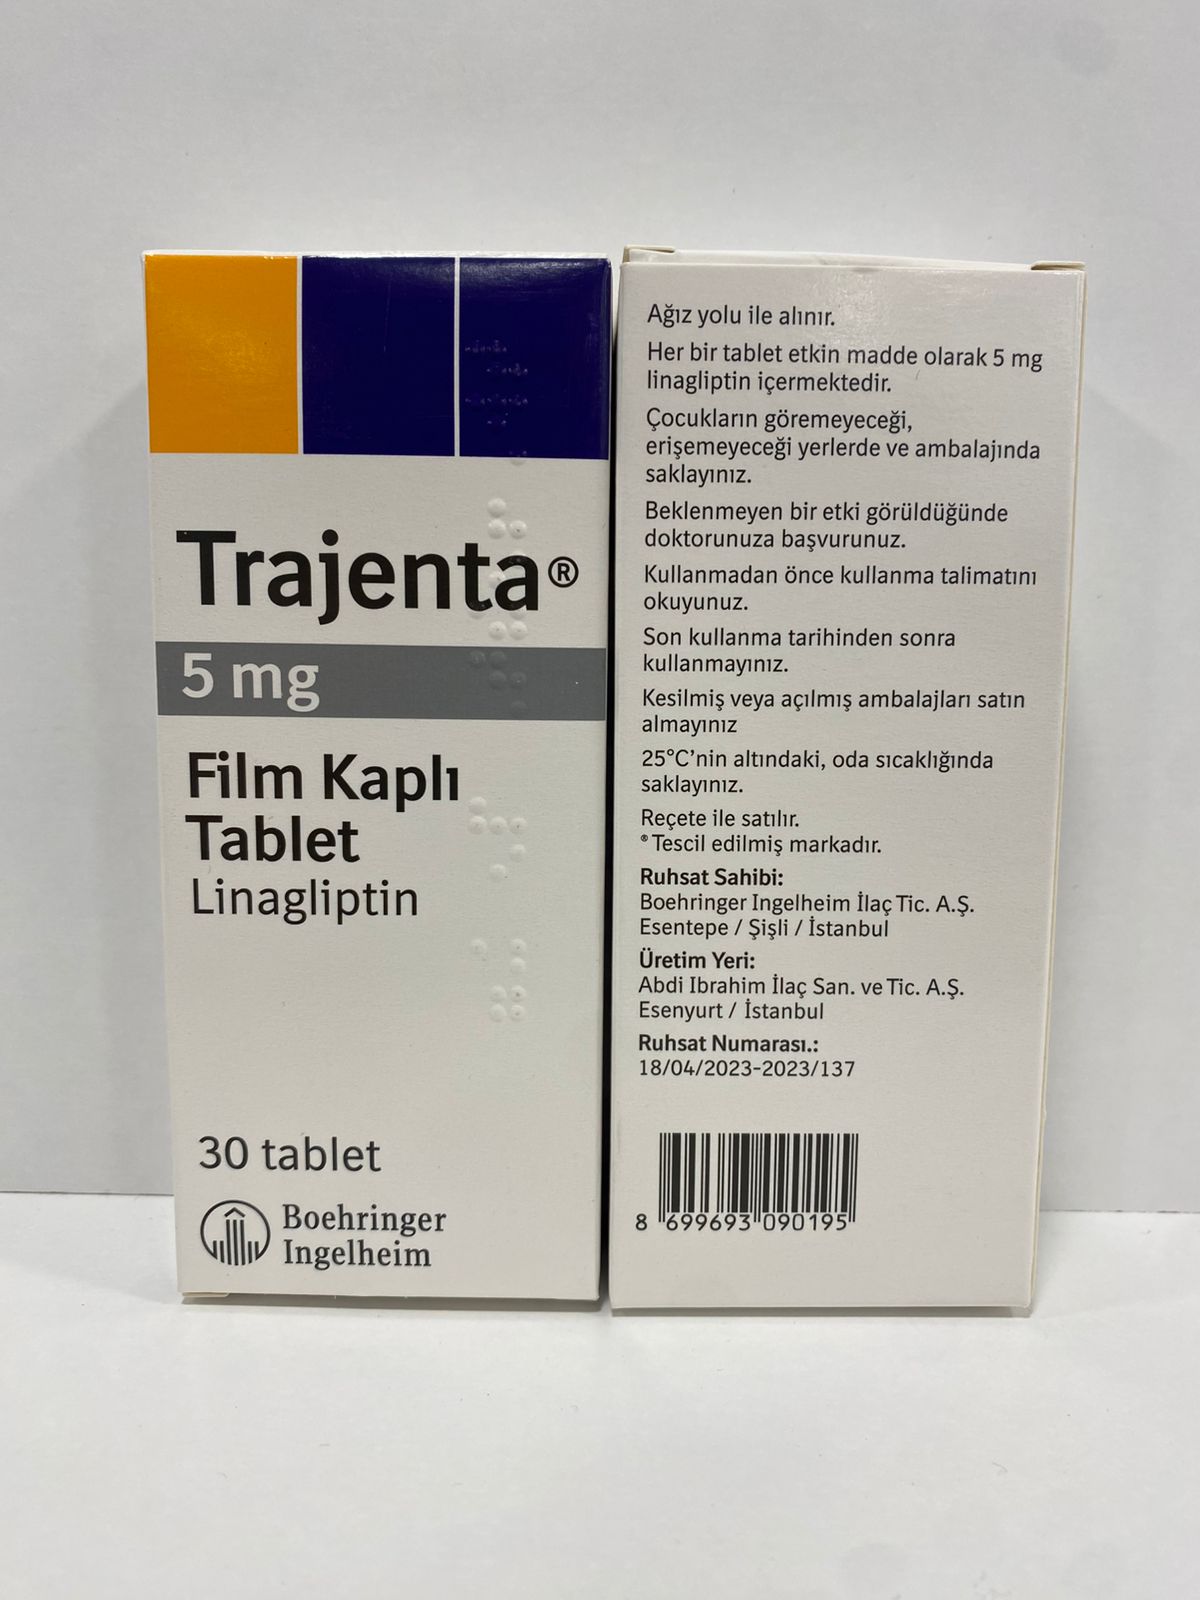 Trajenta®
5 mg
Film Kaplı
Tablet
Linagliptin
30 tablet
Boehringer
Ingelheim
Ağız yolu ile alınır.
Her bir tablet etkin madde olarak 5 mg
linagliptin içermektedir.
Çocukların göremeyeceği,
erişemeyeceği yerlerde ve ambalajında
saklayınız.
Beklenmeyen bir etki görüldüğünde
doktorunuza başvurunuz.
Kullanmadan önce kullanma talimatını
okuyunuz.
Son kullanma tarihinden sonra
kullanmayınız.
Kesilmiş veya açılmış ambalajları satın
almayınız
25°C'nin altındaki, oda sıcaklığında
saklayınız.
Reçete ile satılır.
® Tescil edilmiş markadır.
Ruhsat Sahibi:
Boehringer Ingelheim İlaç Tic. A.Ş.
Esentepe / Şişli / İstanbul
Üretim Yeri:
Abdi Ibrahim İlaç San. ve Tic. A.Ş.
Esenyurt / İstanbul
Ruhsat Numarası.:
18/04/2023-2023/137
8 699693 090195